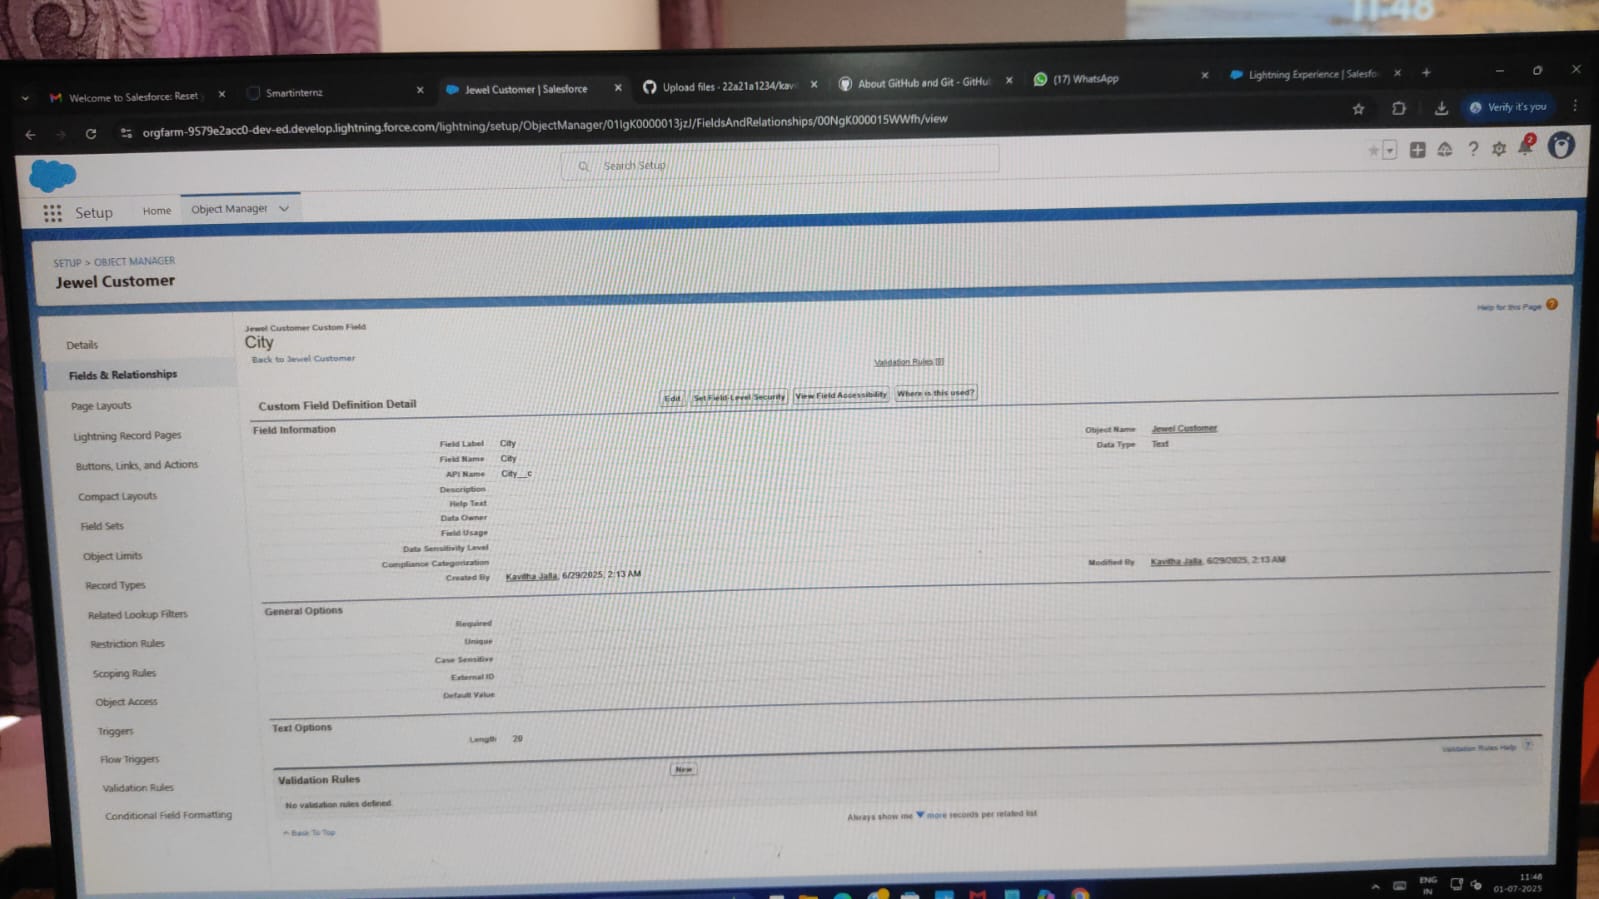 11:48
Welcome to Salesforce: Reset
Smartinternz
Jewel Customer | Salesforce
Upload files · 22a21a1234/kavi
About GitHub and Git - GitHub
(17) WhatsApp
Lightning Experience | Salesfo
orgfarm-9579e2acc0-dev-ed.develop.lightning.force.com/lightning/setup/ObjectManager/01IgK0000013jzJ/FieldsAndRelationships/00NgK000015WWfh/view
Verify it's you
Search Setup
2
Setup
Home
Object Manager
SETUP > OBJECT MANAGER
Jewel Customer
Help for this Page
Details
Fields & Relationships
Page Layouts
Lightning Record Pages
Buttons, Links, and Actions
Compact Layouts
Field Sets
Object Limits
Record Types
Related Lookup Filters
Restriction Rules
Scoping Rules
Object Access
Triggers
Flow Triggers
Validation Rules
Conditional Field Formatting
Jewel Customer Custom Field
City
Back to Jewel Customer
Validation Rules [0]
Custom Field Definition Detail
Edit Set Field-Level Security View Field Accessibility Where is this used?
Field Information
Field Label City
Object Name Jewel Customer
Field Name City
Data Type Text
API Name City__c
Description
Help Text
Data Owner
Field Usage
Data Sensitivity Level
Compliance Categorization
Created By Kavitha Jalla, 6/29/2025, 2:13 AM
Modified By Kavitha Jalla, 6/29/2025, 2:13 AM
General Options
Required
Unique
Case Sensitive
External ID
Default Value
Text Options
Length 20
Validation Rules
New
Validation Rules Help ?
No validation rules defined.
Back To Top
Always show me more records per related list
ENG
IN
11:48
01-07-2025